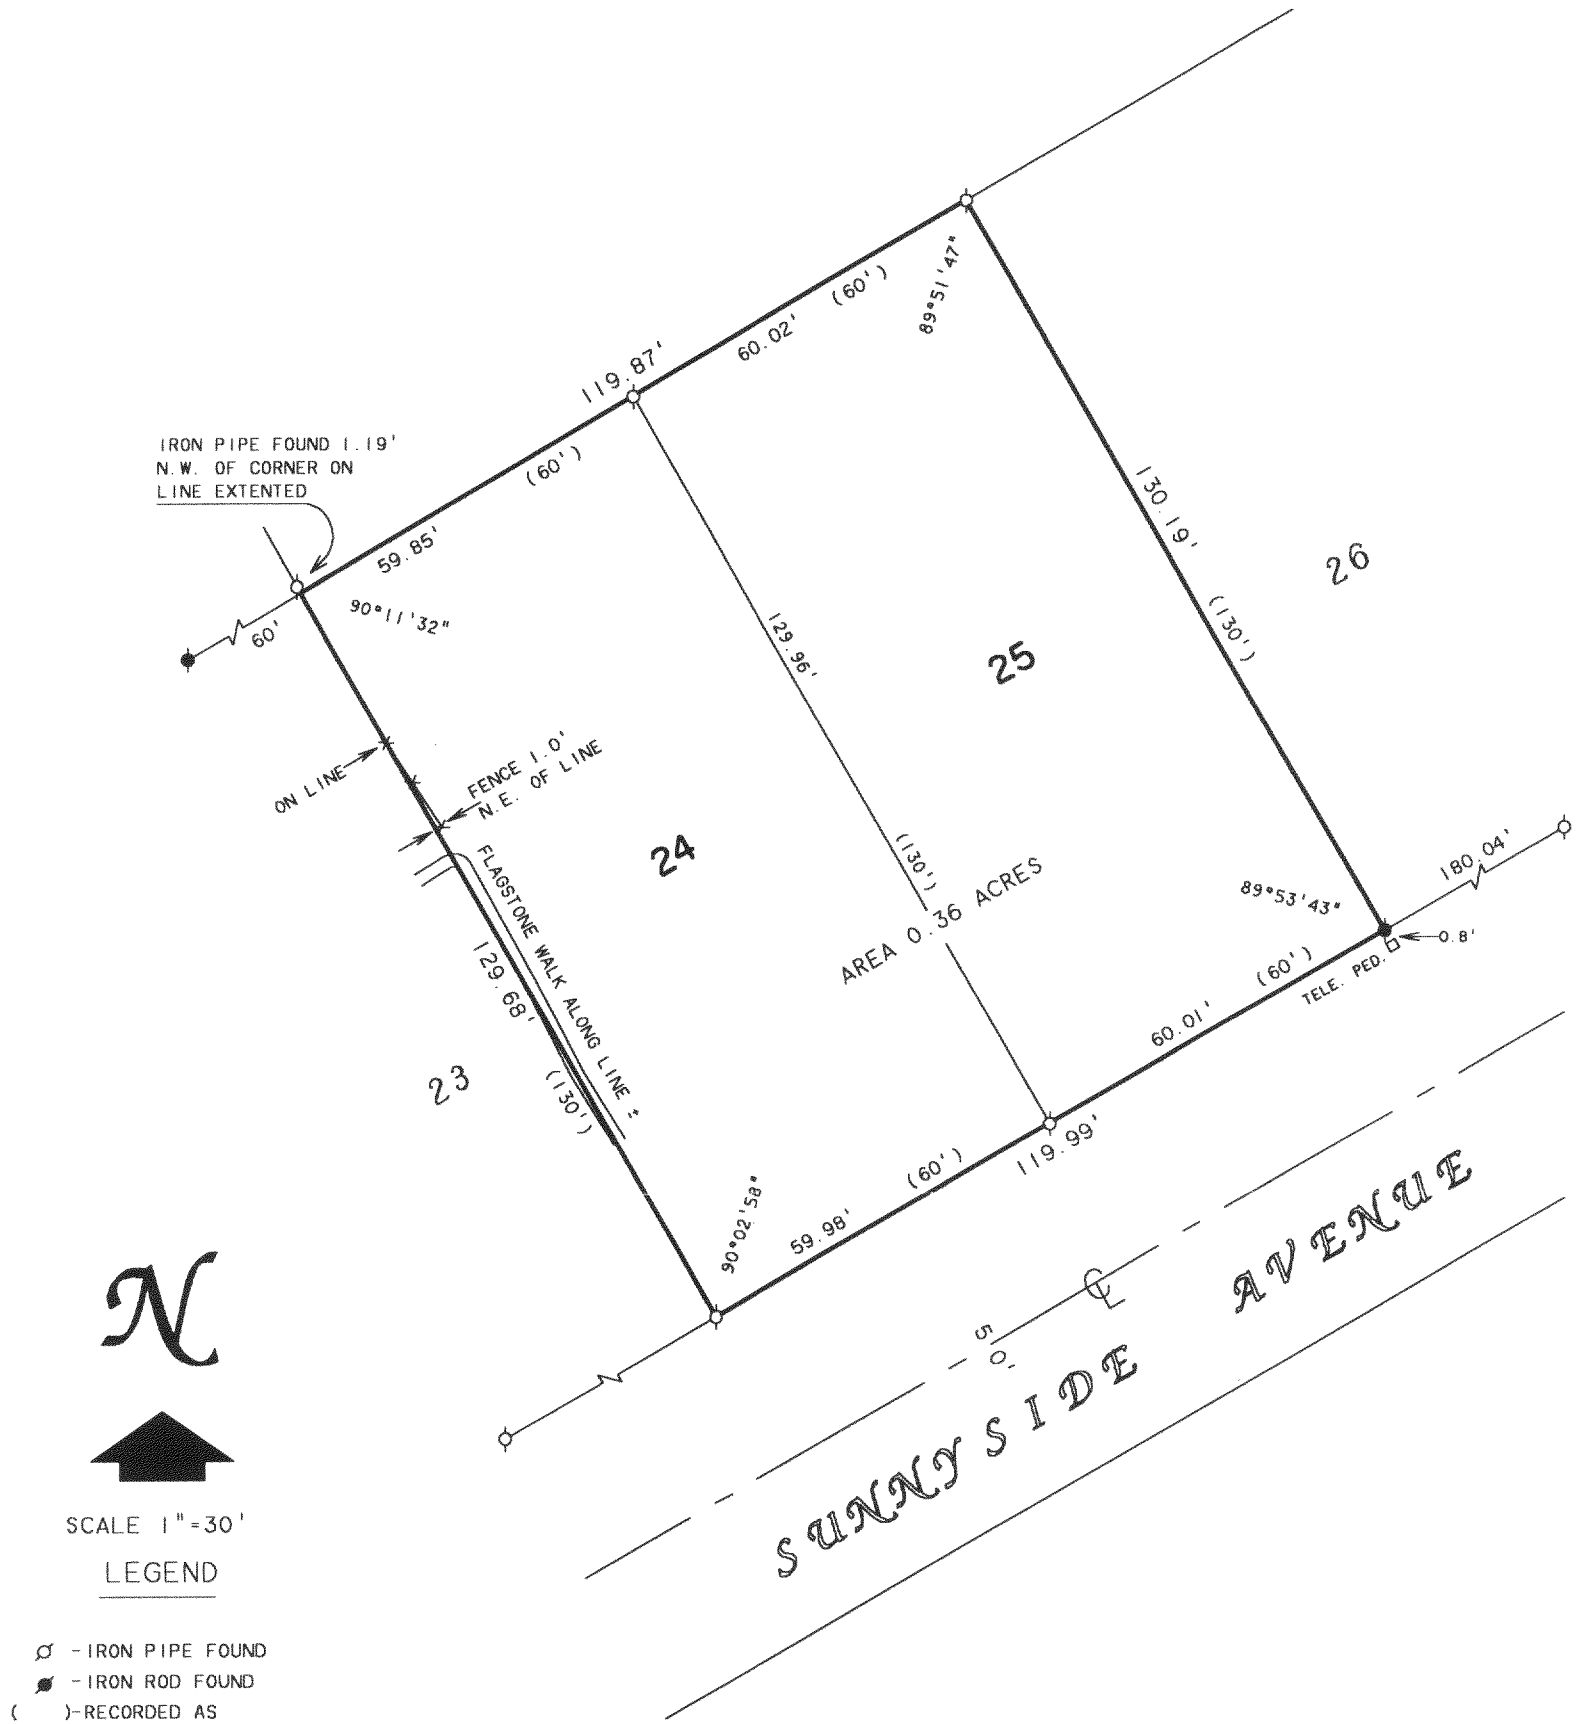 119.87'
60.02'
(60')
89°51'47"
IRON PIPE FOUND 1.19'
N.W. OF CORNER ON
LINE EXTENTED
59.85'
(60')
60'
90°11'32"
130.19'
(130')
26
129.96'
(130')
25
ON LINE
FENCE 1.0'
N.E. OF LINE
24
FLAGSTONE WALK ALONG LINE ±
AREA 0.36 ACRES
129.68'
(130')
23
89°53'43"
180.04'
0.8'
TELE. PED.
60.01'
(60')
119.99'
59.98'
(60')
90°02'58"
℄
50'
SUNNYSIDE AVENUE
N
SCALE 1"=30'
LEGEND
-IRON PIPE FOUND
-IRON ROD FOUND
( )-RECORDED AS